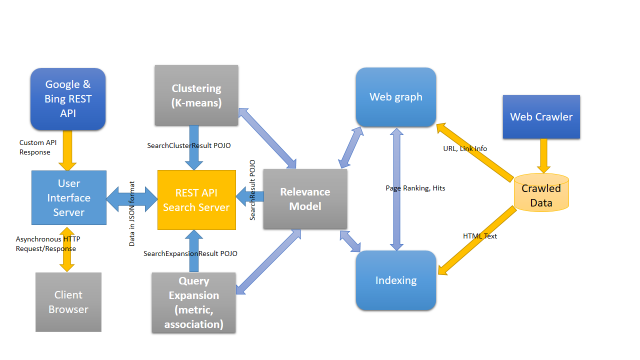 Google &
Bing REST
API
Clustering
(K-means)
Web graph
Web Crawler
Custom API
Response
SearchClusterResult POJO
URL, Link Info
User
Interface
Server
Data in JSON format
REST API
Search Server
SearchResult POJO
Relevance
Model
Page Ranking, Hits
Crawled
Data
Asynchronous HTTP
Request/Response
SearchExpansionResult POJO
HTML Text
Client
Browser
Query
Expansion
(metric,
association)
Indexing